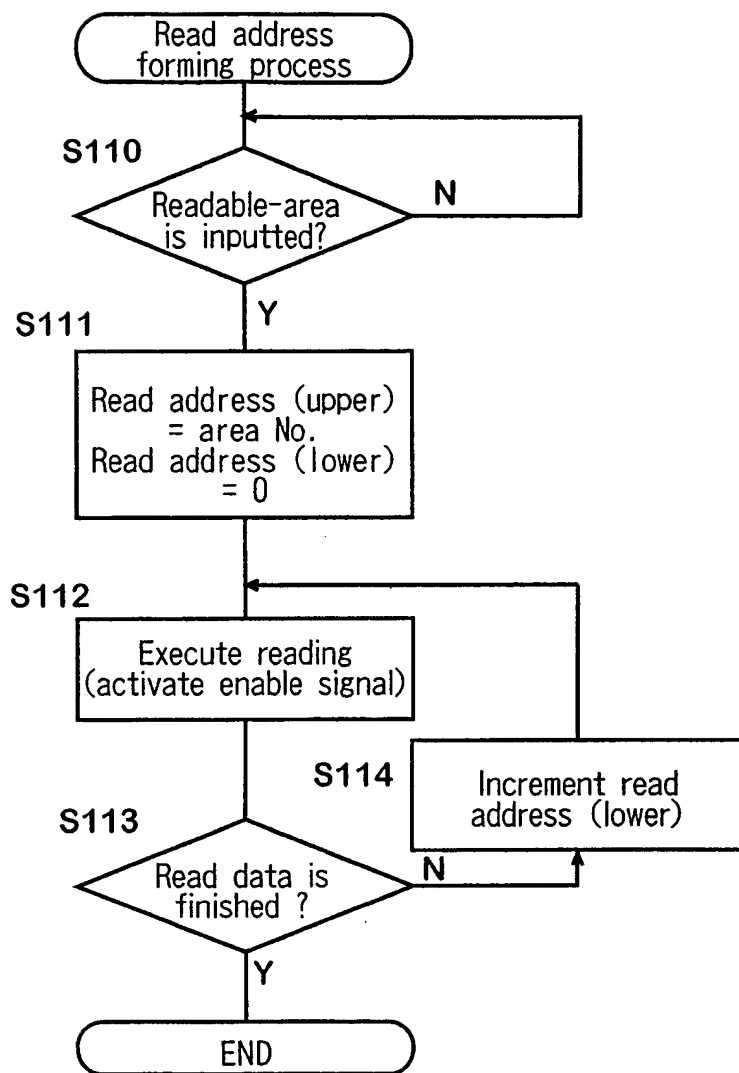 Read address
forming process
S110
Readable-area
is inputted?
N
Y
S111
Read address (upper)
= area No.
Read address (lower)
= 0
S112
Execute reading
(activate enable signal)
S114
Increment read
address (lower)
S113
Read data is
finished ?
N
Y
END